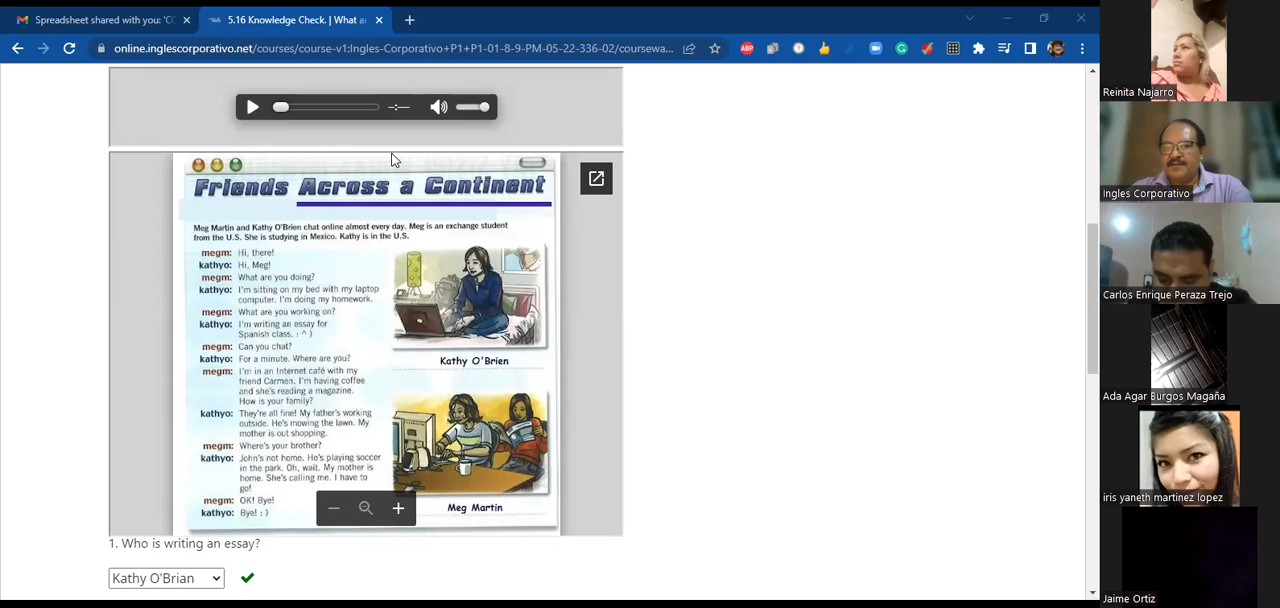 Spreadsheet shared with you: 'CC
5.16 Knowledge Check. | What ar
online.inglescorporativo.net/courses/course-v1:Ingles-Corporativo+P1+P1-01-8-9-PM-05-22-336-02/coursewa...
ABP
Friends Across a Continent
Meg Martin and Kathy O'Brien chat online almost every day. Meg is an exchange student
from the U.S. She is studying in Mexico. Kathy is in the U.S.
megm: Hi, there!
kathyo: Hi, Meg!
megm: What are you doing?
kathyo: I'm sitting on my bed with my laptop
computer. I'm doing my homework.
megm: What are you working on?
kathyo: I'm writing an essay for
Spanish class. : ^ )
megm: Can you chat?
kathyo: For a minute. Where are you?
megm: I'm in an Internet café with my
friend Carmen. I'm having coffee
and she's reading a magazine.
How is your family?
kathyo: They're all fine! My father's working
outside. He's mowing the lawn. My
mother is out shopping.
megm: Where's your brother?
kathyo: John's not home. He's playing soccer
in the park. Oh, wait. My mother is
home. She's calling me. I have to
go!
megm: OK! Bye!
kathyo: Bye! : )
Kathy O'Brien
Meg Martin
1. Who is writing an essay?
Kathy O'Brian
Reinita Najarro
Ingles Corporativo
Carlos Enrique Peraza Trejo
Ada Agar Burgos Magaña
iris yaneth martinez lopez
Jaime Ortiz